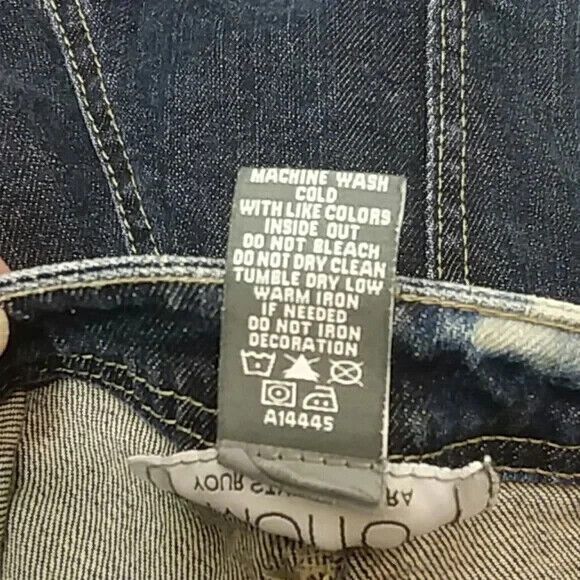 MACHINE WASH
COLD
WITH LIKE COLORS
INSIDE OUT
DO NOT BLEACH
DO NOT DRY CLEAN
TUMBLE DRY LOW
WARM IRON
IF NEEDED
DO NOT IRON
DECORATION
A14445
YOUR